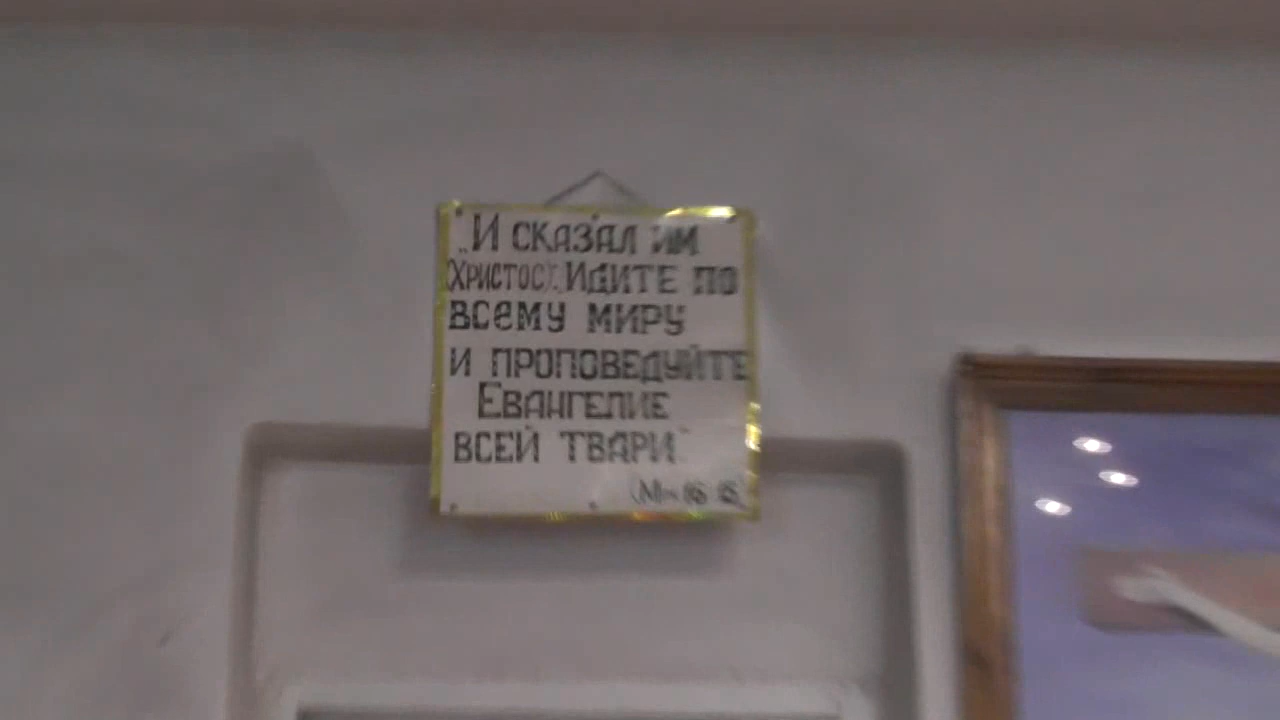 „И сказал им
(Христос): Идите по
всему миру
и проповедуйте
Евангелие
всей твари"
(Мк 16 15)